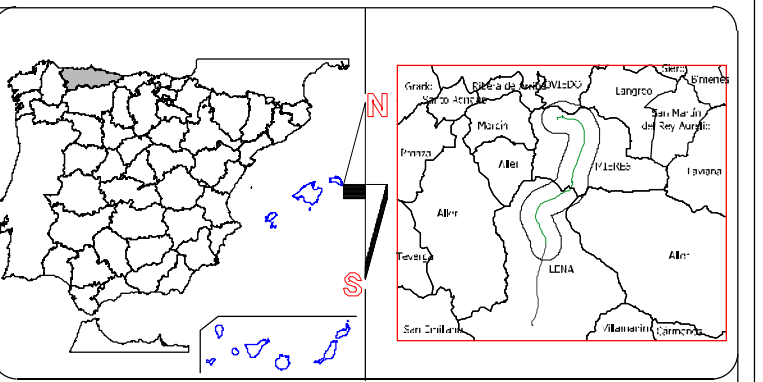 N
S
Grado
Santo Adriano
Ribera de Arriba
OVIEDO
Siero
Bimenes
Langreo
San Martín
del Rey Aurelio
Morcín
Proaza
Aller
MIERES
Laviana
Aller
Teverga
LENA
Aller
San Emiliano
Villamanín
Cármenes